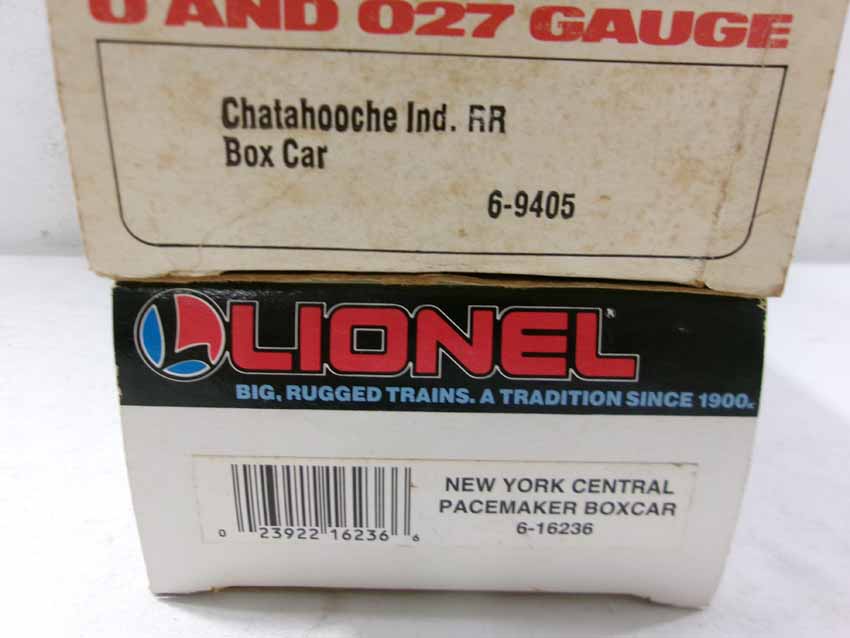 O AND O27 GAUGE
Chatahooche Ind. RR
Box Car
6-9405
LIONEL
BIG, RUGGED TRAINS. A TRADITION SINCE 1900.
NEW YORK CENTRAL
PACEMAKER BOXCAR
6-16236
0 23922 16236 6